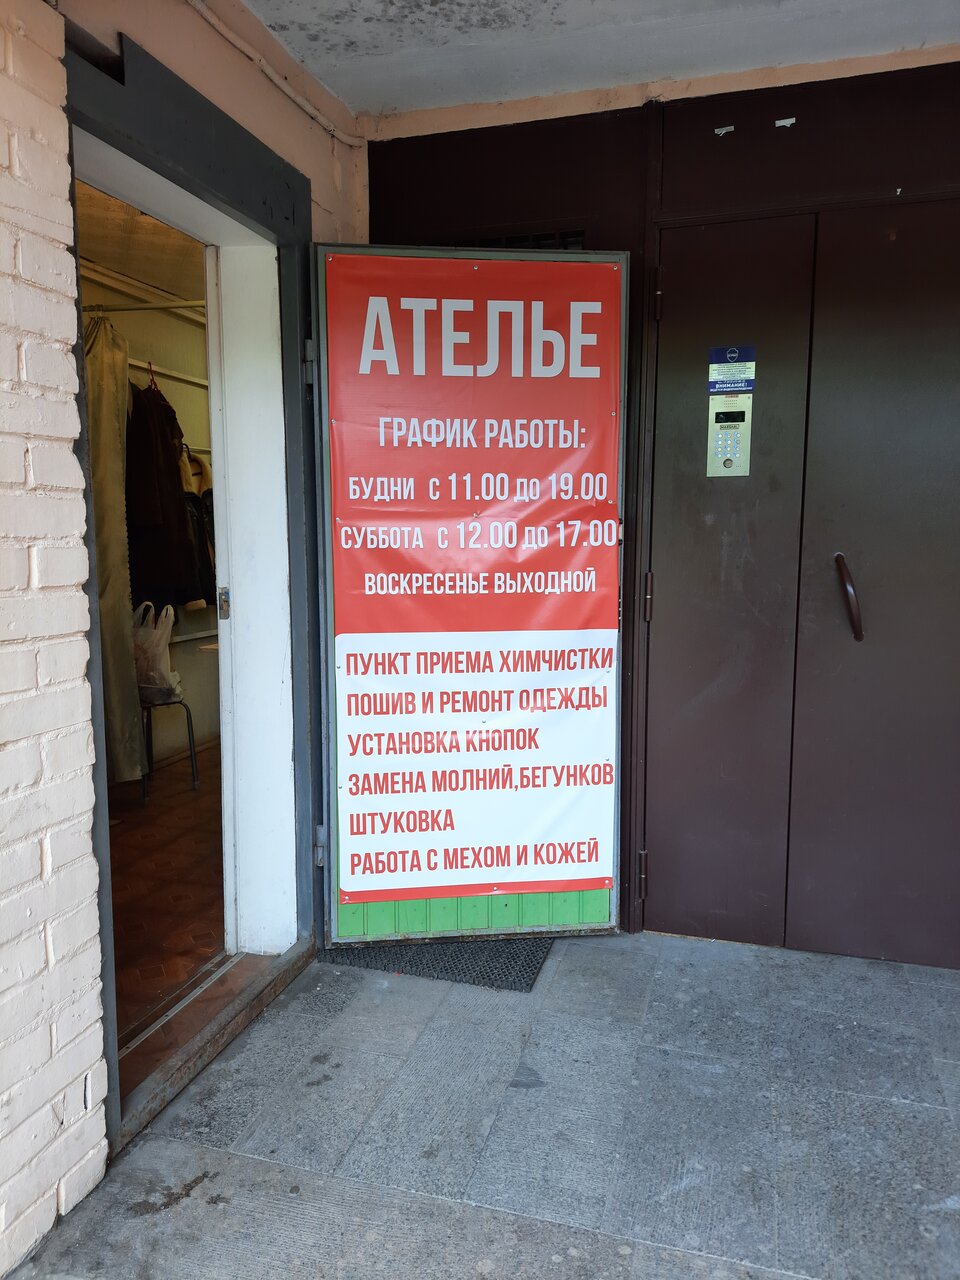 АТЕЛЬЕ
ГРАФИК РАБОТЫ:
БУДНИ С 11.00 ДО 19.00
СУББОТА С 12.00 ДО 17.00
ВОСКРЕСЕНЬЕ ВЫХОДНОЙ
ПУНКТ ПРИЕМА ХИМЧИСТКИ
ПОШИВ И РЕМОНТ ОДЕЖДЫ
УСТАНОВКА КНОПОК
ЗАМЕНА МОЛНИЙ,БЕГУНКОВ
ШТУКОВКА
РАБОТА С МЕХОМ И КОЖЕЙ
ВНИМАНИЕ!